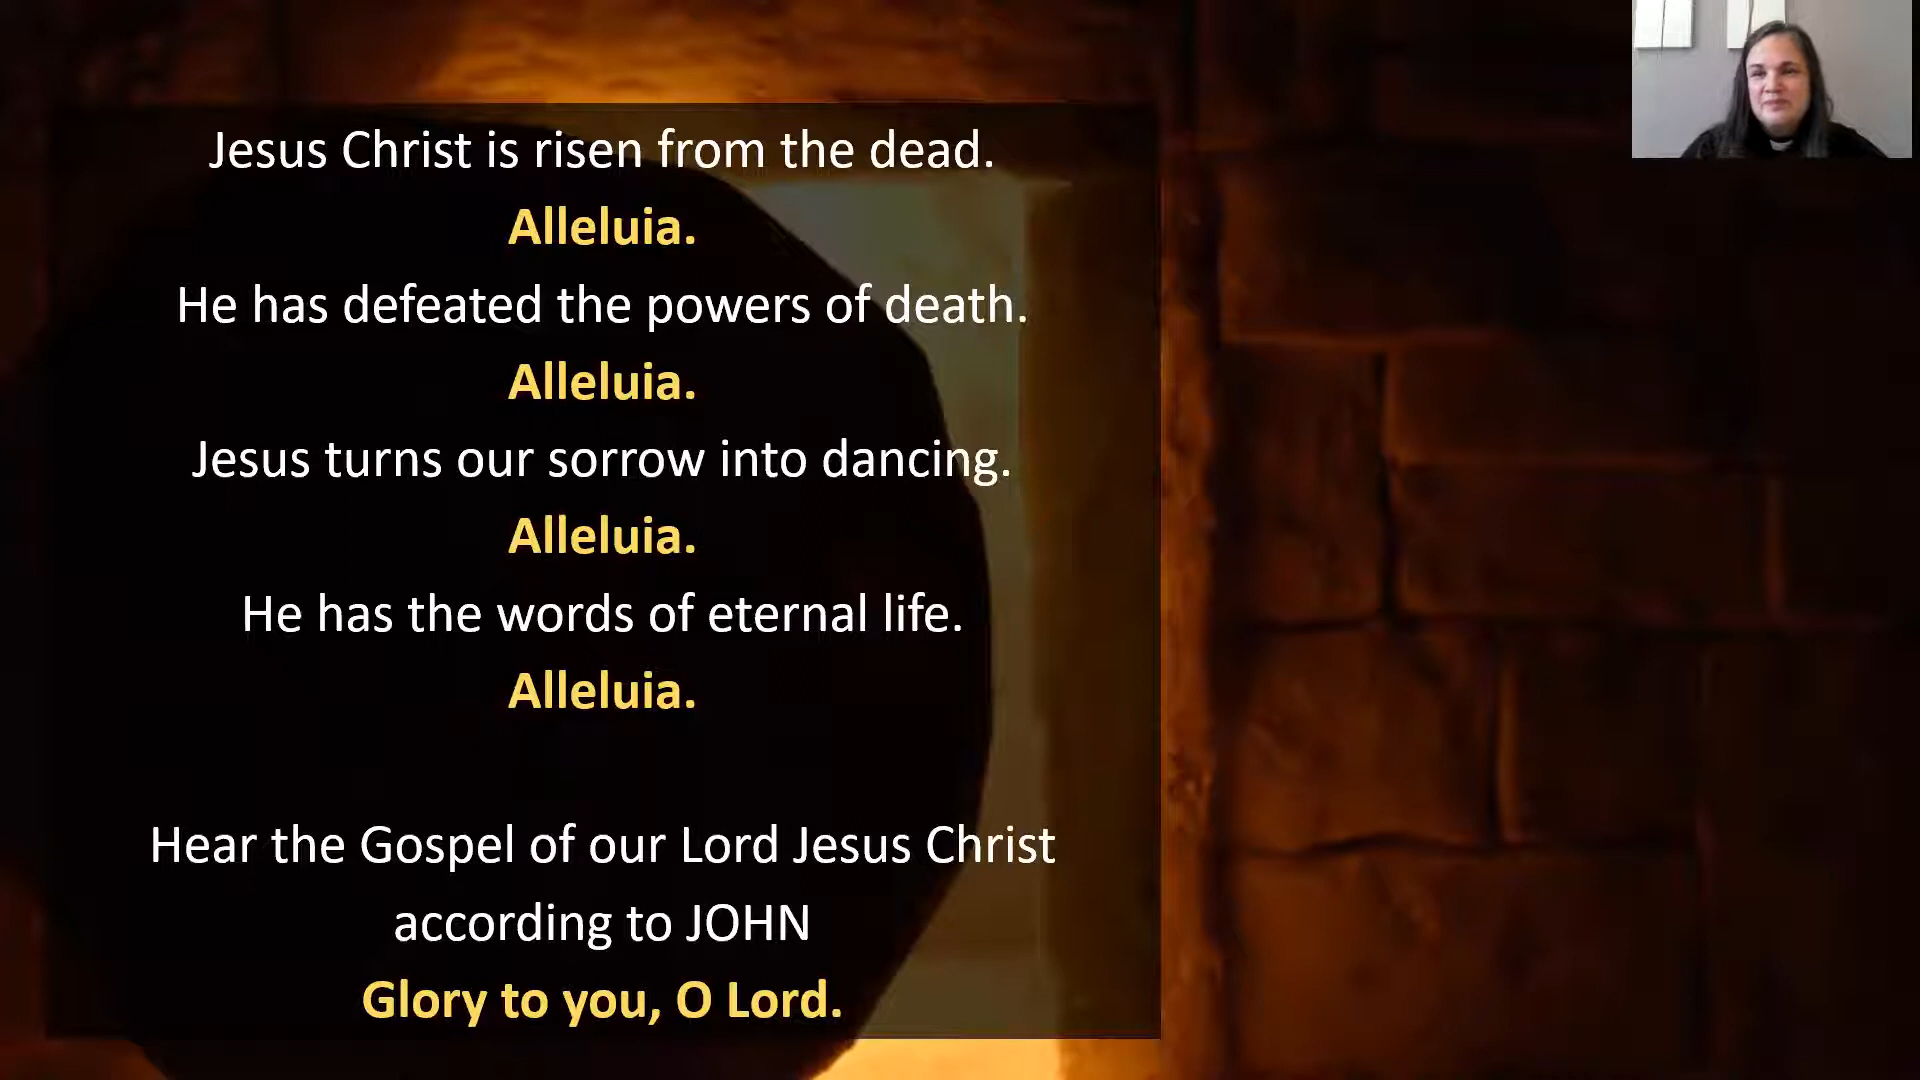 Jesus Christ is risen from the dead.
Alleluia.
He has defeated the powers of death.
Alleluia.
Jesus turns our sorrow into dancing.
Alleluia.
He has the words of eternal life.
Alleluia.
Hear the Gospel of our Lord Jesus Christ
according to JOHN
Glory to you, O Lord.